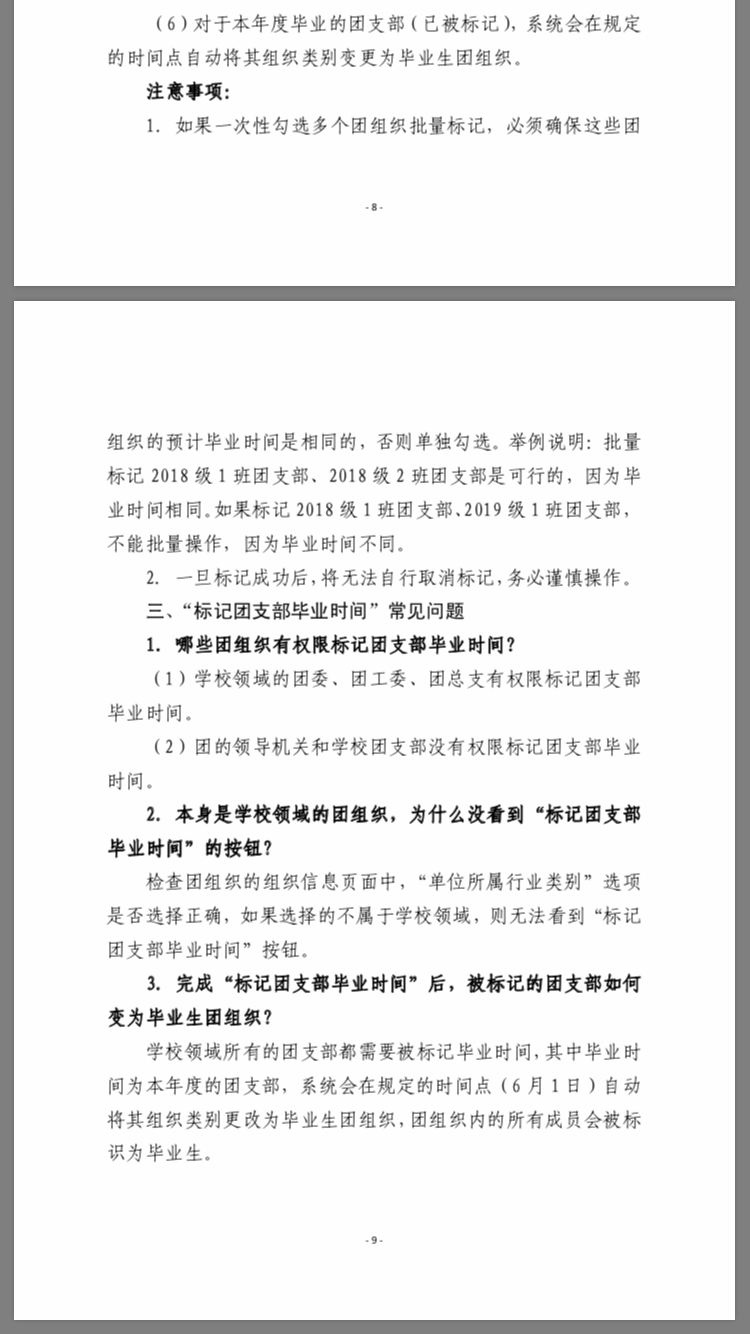 （6）对于本年度毕业的团支部（已被标记），系统会在规定
的时间点自动将其组织类别变更为毕业生团组织。
注意事项：
1. 如果一次性勾选多个团组织批量标记，必须确保这些团
- 8 -
组织的预计毕业时间是相同的，否则单独勾选。举例说明：批量
标记 2018 级 1 班团支部、2018 级 2 班团支部是可行的，因为毕
业时间相同。如果标记 2018 级 1 班团支部、2019 级 1 班团支部，
不能批量操作，因为毕业时间不同。
2. 一旦标记成功后，将无法自行取消标记，务必谨慎操作。
三、“标记团支部毕业时间”常见问题
1. 哪些团组织有权限标记团支部毕业时间？
（1）学校领域的团委、团工委、团总支有权限标记团支部
毕业时间。
（2）团的领导机关和学校团支部没有权限标记团支部毕业
时间。
2. 本身是学校领域的团组织，为什么没看到“标记团支部
毕业时间”的按钮？
检查团组织的组织信息页面中，“单位所属行业类别”选项
是否选择正确，如果选择的不属于学校领域，则无法看到“标记
团支部毕业时间”按钮。
3. 完成“标记团支部毕业时间”后，被标记的团支部如何
变为毕业生团组织？
学校领域所有的团支部都需要被标记毕业时间，其中毕业时
间为本年度的团支部，系统会在规定的时间点（6 月 1 日）自动
将其组织类别更改为毕业生团组织，团组织内的所有成员会被标
识为毕业生。
- 9 -